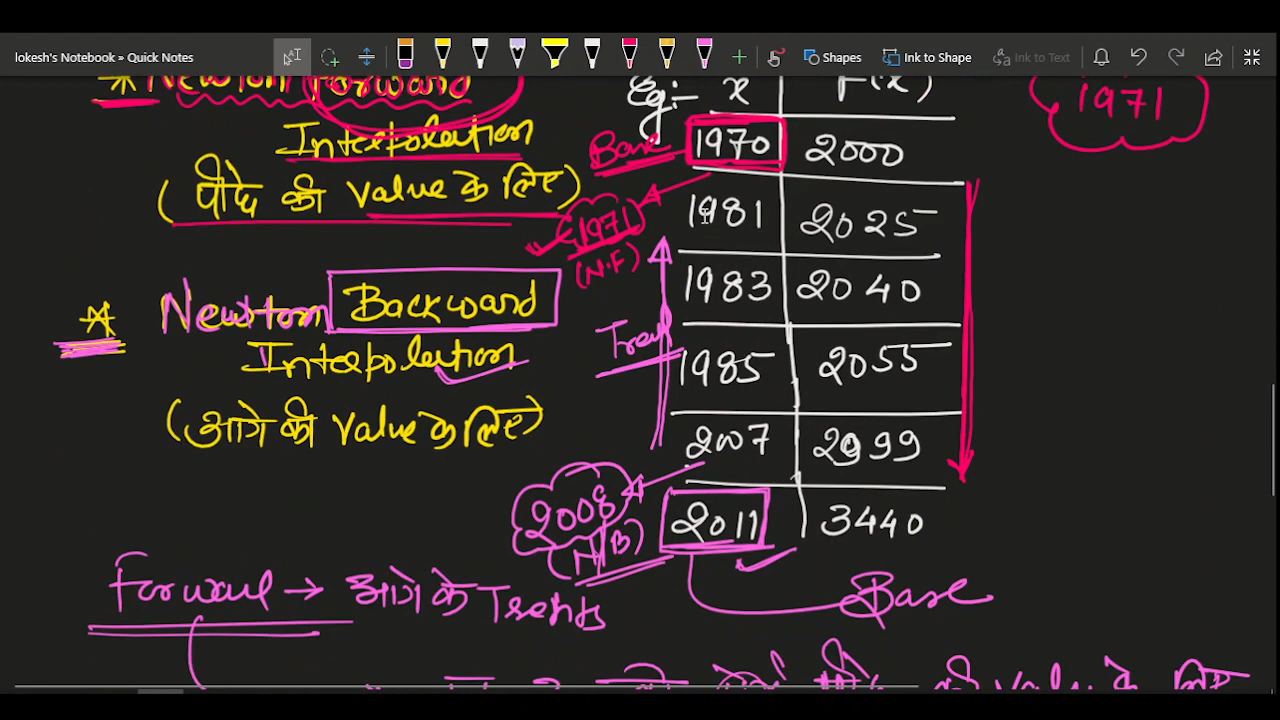 lokesh's Notebook » Quick Notes
Shapes
Ink to Shape
Ink to Text
* Newton Forward
Interpolation
(पीछे की value के लिए)
* Newton Backward
Interpolation
(आगे की value के लिए)
Eg:- x F(x)
1970 2000
1981 2025
1983 2040
1985 2055
2007 2999
2011 3440
Base
1971
(N.F)
2008
(N B)
Base
1971
Forward → आगे के Trends
की value के लिए